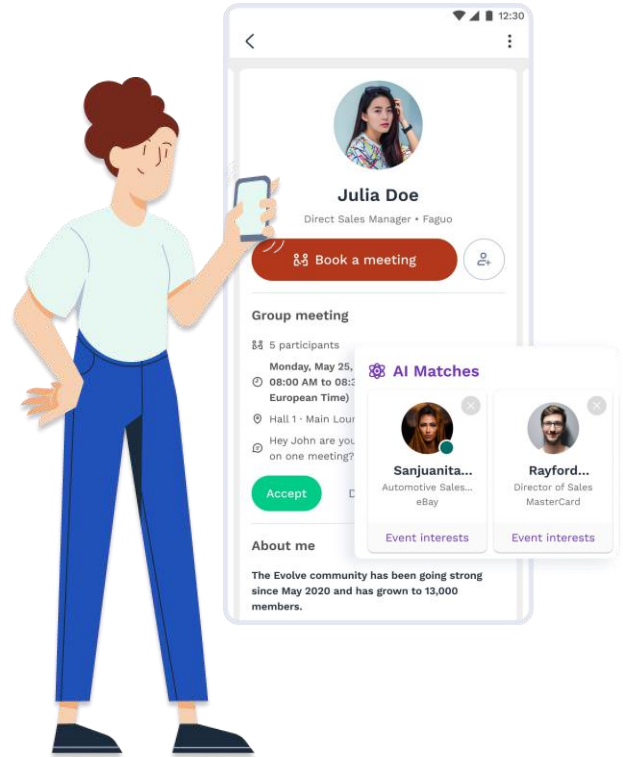 12:30
Julia Doe
Direct Sales Manager • Faguo
Book a meeting
Group meeting
5 participants
Monday, May 25,
08:00 AM to 08:3
European Time)
Hall 1 · Main Lour
Hey John are you
on one meeting?
Accept
D
About me
The Evolve community has been going strong
since May 2020 and has grown to 13,000
members.
AI Matches
Sanjuanita...
Automotive Sales...
eBay
Event interests
Rayford...
Director of Sales
MasterCard
Event interests